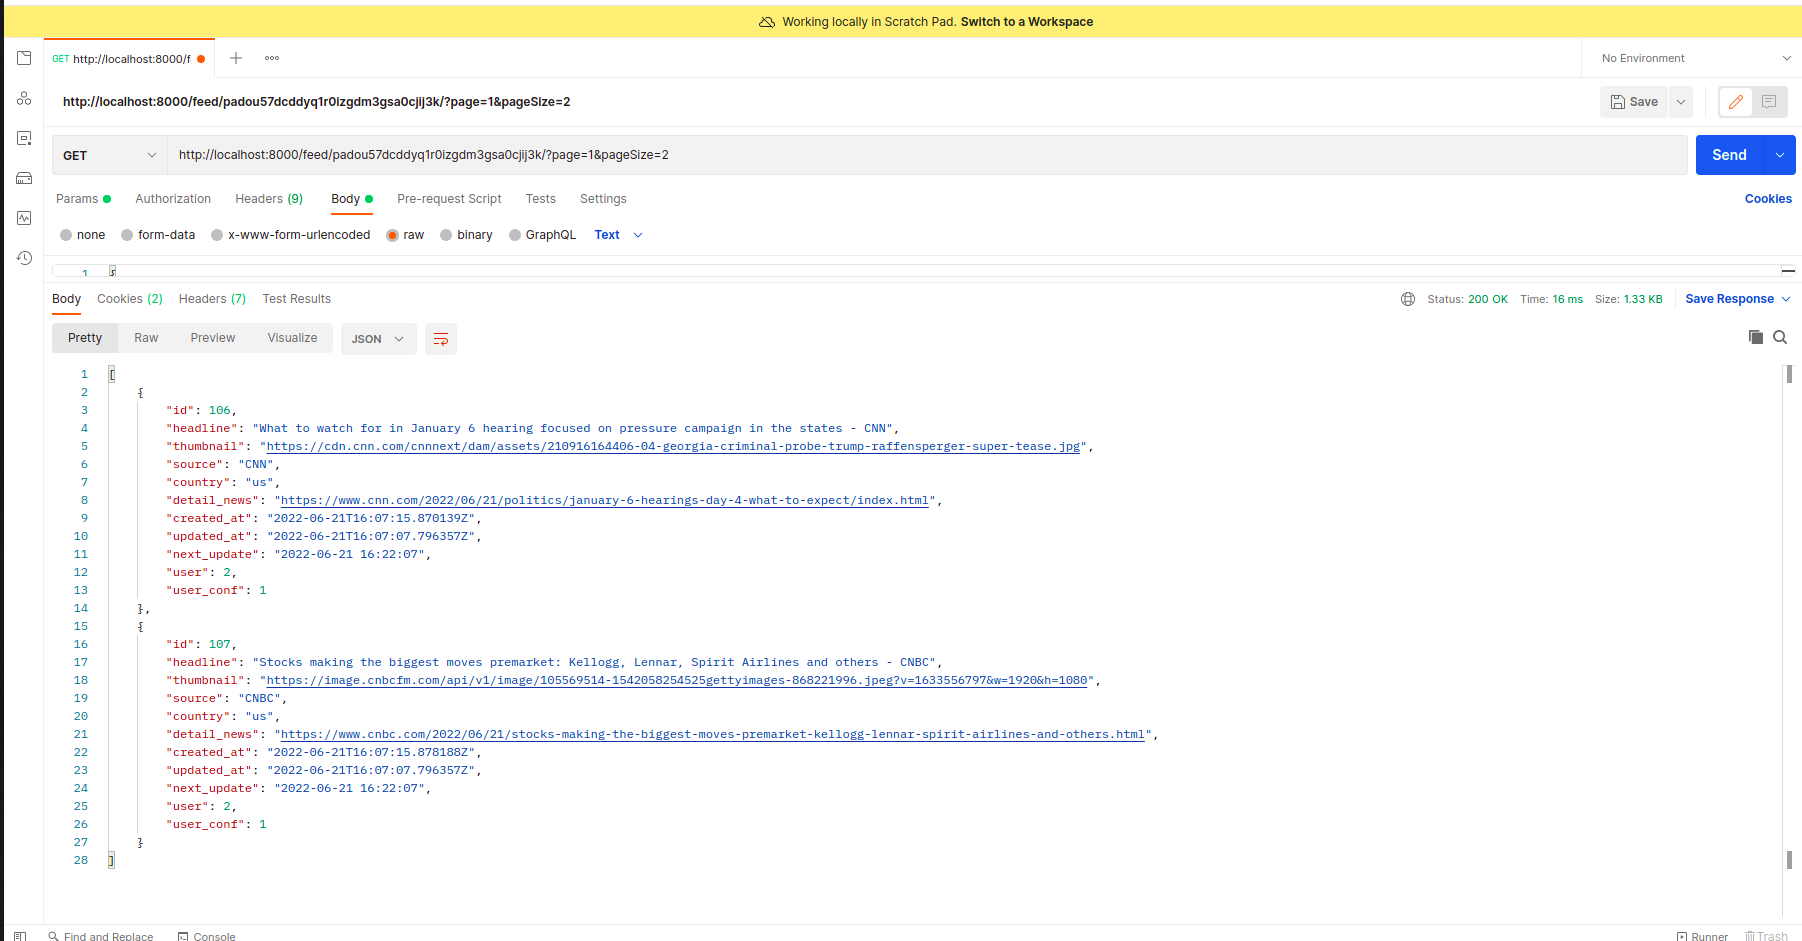 Working locally in Scratch Pad. Switch to a Workspace
GET http://localhost:8000/f
No Environment
http://localhost:8000/feed/padou57dcddyq1r0izgdm3gsa0cjij3k/?page=1&pageSize=2
Save
GET http://localhost:8000/feed/padou57dcddyq1r0izgdm3gsa0cjij3k/?page=1&pageSize=2 Send
Params Authorization Headers (9) Body Pre-request Script Tests Settings Cookies
none form-data x-www-form-urlencoded raw binary GraphQL Text
1 {
Body Cookies (2) Headers (7) Test Results Status: 200 OK Time: 16 ms Size: 1.33 KB Save Response
Pretty Raw Preview Visualize JSON
1 [
2 {
3 "id": 106,
4 "headline": "What to watch for in January 6 hearing focused on pressure campaign in the states - CNN",
5 "thumbnail": "https://cdn.cnn.com/cnnnext/dam/assets/210916164406-04-georgia-criminal-probe-trump-raffensperger-super-tease.jpg",
6 "source": "CNN",
7 "country": "us",
8 "detail_news": "https://www.cnn.com/2022/06/21/politics/january-6-hearings-day-4-what-to-expect/index.html",
9 "created_at": "2022-06-21T16:07:15.870139Z",
10 "updated_at": "2022-06-21T16:07:07.796357Z",
11 "next_update": "2022-06-21 16:22:07",
12 "user": 2,
13 "user_conf": 1
14 },
15 {
16 "id": 107,
17 "headline": "Stocks making the biggest moves premarket: Kellogg, Lennar, Spirit Airlines and others - CNBC",
18 "thumbnail": "https://image.cnbcfm.com/api/v1/image/105569514-1542058254525gettyimages-868221996.jpeg?v=1633556797&w=1920&h=1080",
19 "source": "CNBC",
20 "country": "us",
21 "detail_news": "https://www.cnbc.com/2022/06/21/stocks-making-the-biggest-moves-premarket-kellogg-lennar-spirit-airlines-and-others.html",
22 "created_at": "2022-06-21T16:07:15.878188Z",
23 "updated_at": "2022-06-21T16:07:07.796357Z",
24 "next_update": "2022-06-21 16:22:07",
25 "user": 2,
26 "user_conf": 1
27 }
28 ]
Find and Replace Console Runner Trash